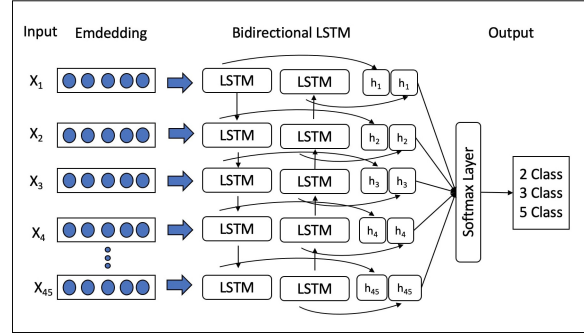 Input Emdedding Bidirectional LSTM Output
X1 LSTM LSTM h1 h1
X2 LSTM LSTM h2 h2
X3 LSTM LSTM h3 h3
X4 LSTM LSTM h4 h4
X45 LSTM LSTM h45 h45
Softmax Layer
2 Class
3 Class
5 Class